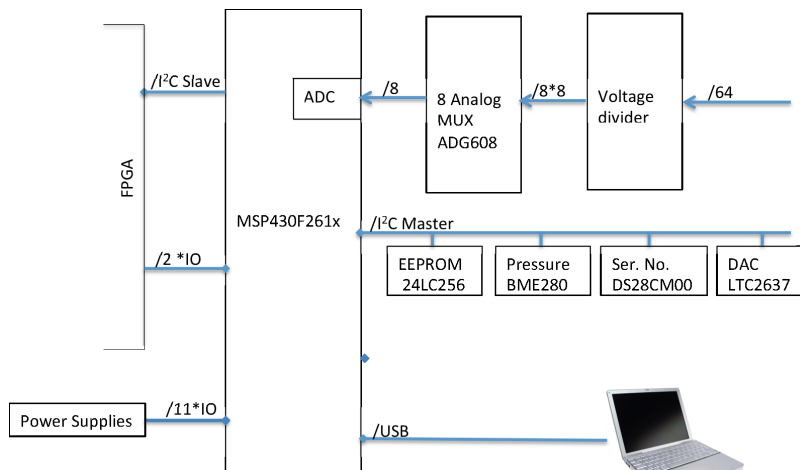 /I²C Slave
ADC
/8
8 Analog
MUX
ADG608
/8*8
Voltage
divider
/64
FPGA
MSP430F261x
/I²C Master
/2 *IO
EEPROM
24LC256
Pressure
BME280
Ser. No.
DS28CM00
DAC
LTC2637
Power Supplies
/11*IO
/USB